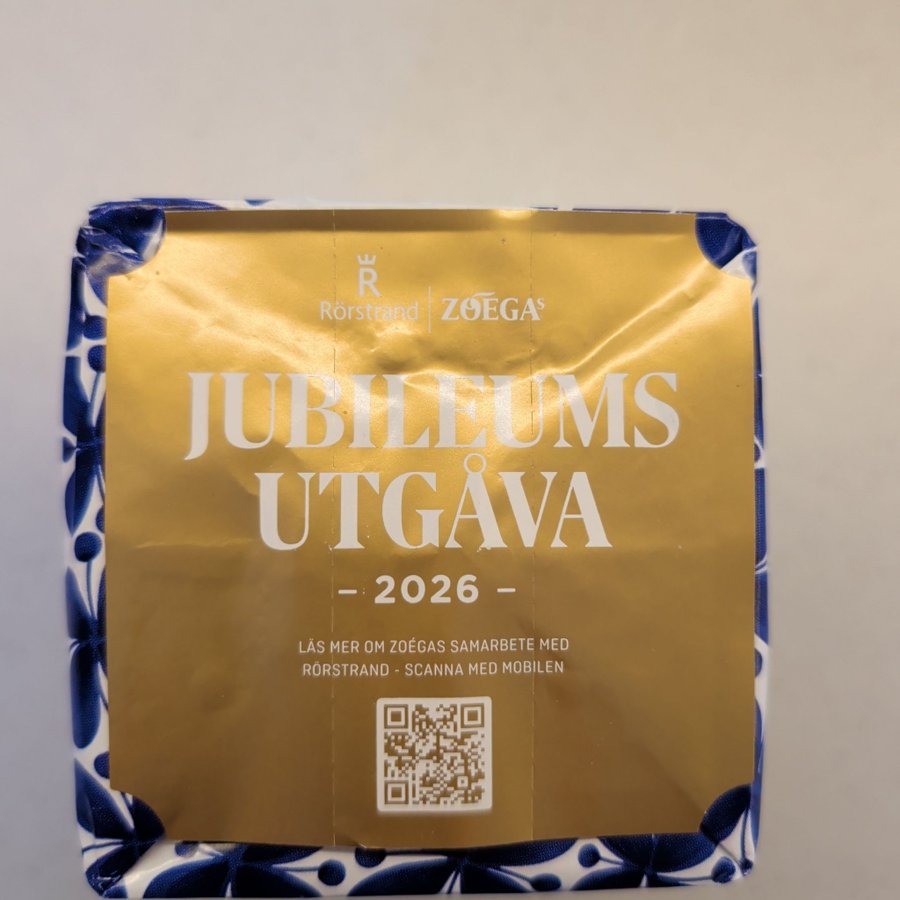 R
Rörstrand | ZOÉGAs
JUBILEUMS
UTGÅVA
– 2026 –
LÄS MER OM ZOÉGAS SAMARBETE MED
RÖRSTRAND - SCANNA MED MOBILEN